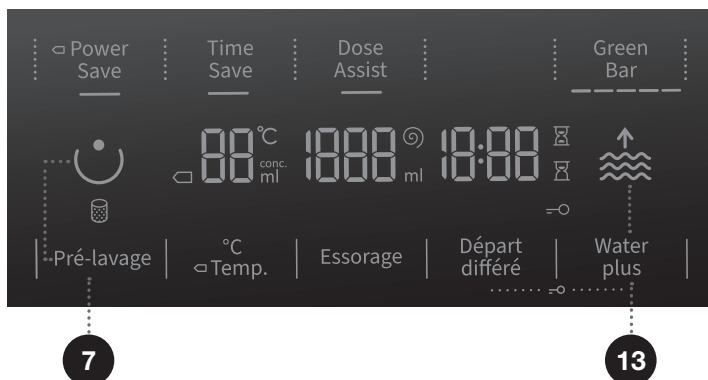 Power Save
Time Save
Dose Assist
Green Bar
88 °C conc. ml
1888 ml
18:88
Pré-lavage
°C Temp.
Essorage
Départ différé
Water plus
7
13